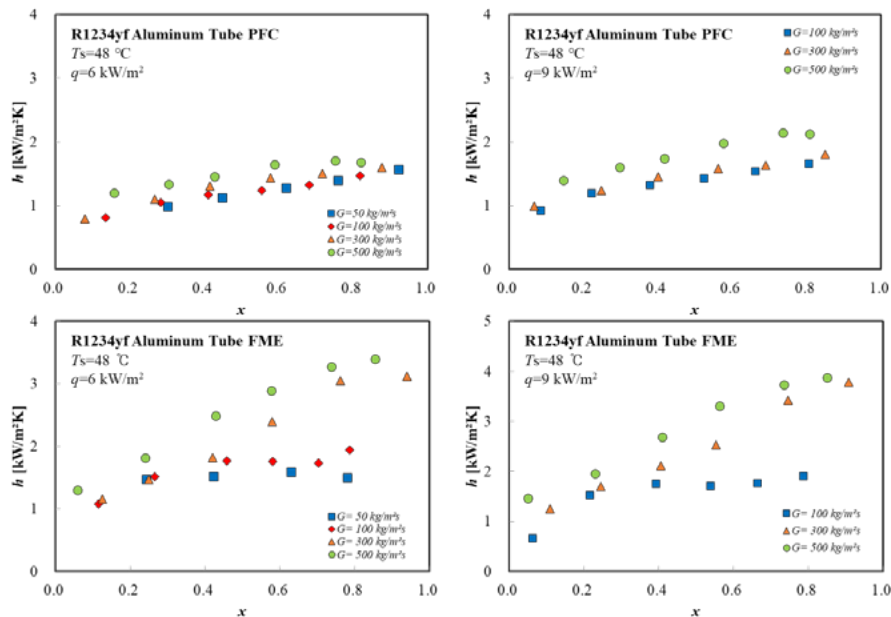 R1234yf Aluminum Tube PFC
Ts=48 °C
q=6 kW/m²
h [kW/m²K]
4
3
2
1
0
0.0 0.2 0.4 0.6 0.8 1.0
x
G=50 kg/m²s
G=100 kg/m²s
G=300 kg/m²s
G=500 kg/m²s
R1234yf Aluminum Tube PFC
Ts=48 °C
q=9 kW/m²
h [kW/m²K]
4
3
2
1
0
0.0 0.2 0.4 0.6 0.8 1.0
x
G=100 kg/m²s
G=300 kg/m²s
G=500 kg/m²s
R1234yf Aluminum Tube FME
Ts=48 ℃
q=6 kW/m²
h [kW/m²K]
4
3
2
1
0
0.0 0.2 0.4 0.6 0.8 1.0
x
G= 50 kg/m²s
G= 100 kg/m²s
G= 300 kg/m²s
G= 500 kg/m²s
R1234yf Aluminum Tube FME
Ts=48 ℃
q=9 kW/m²
h [kW/m²K]
5
4
3
2
1
0
0.0 0.2 0.4 0.6 0.8 1.0
x
G= 100 kg/m²s
G= 300 kg/m²s
G= 500 kg/m²s